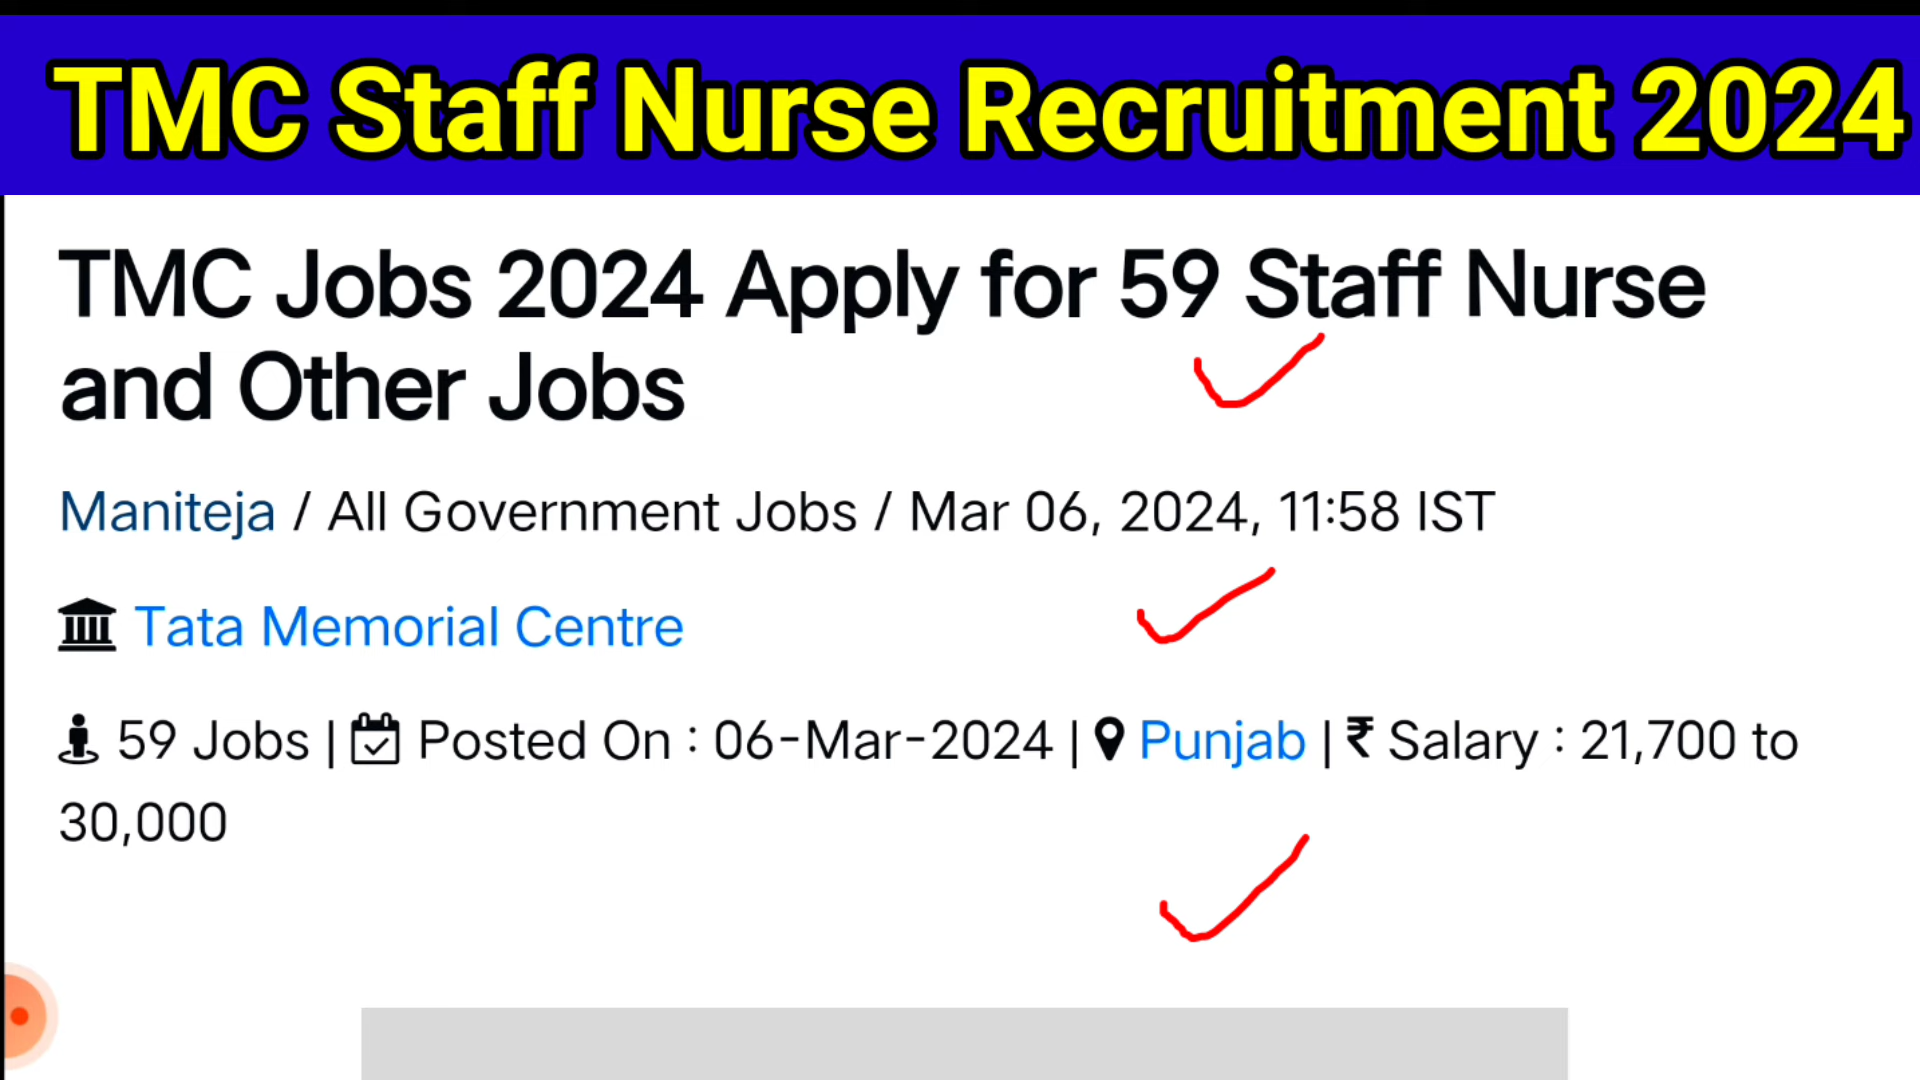 TMC Staff Nurse Recruitment 2024
TMC Jobs 2024 Apply for 59 Staff Nurse
and Other Jobs
Maniteja / All Government Jobs / Mar 06, 2024, 11:58 IST
Tata Memorial Centre
59 Jobs | Posted On : 06-Mar-2024 | Punjab | ₹ Salary : 21,700 to
30,000